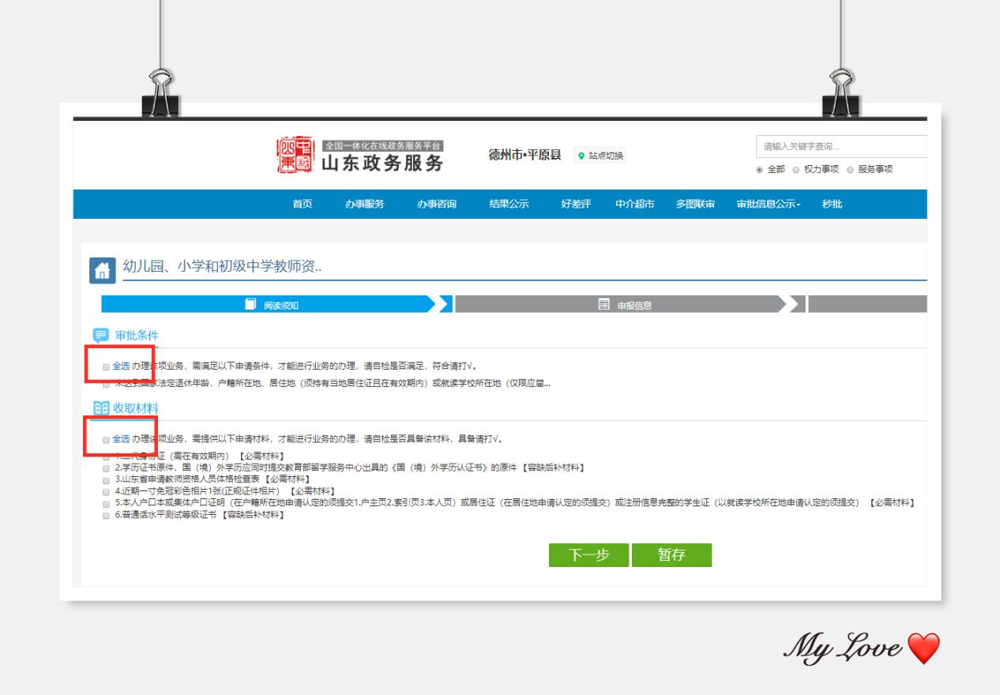 中國
山東
全国一体化在线政务服务平台
山东政务服务
德州市•平原县
站点切换
请输入关键字查询...
全部 权力事项 服务事项
首页 办事服务 办事咨询 结果公示 好差评 中介超市 多图联审 审批信息公示 秒批
幼儿园、小学和初级中学教师资..
阅读须知
申报信息
审批条件
全选 办理该项业务，需满足以下申请条件，才能进行业务的办理，请自检是否满足，符合请打√。
未达到国家法定退休年龄，户籍所在地、居住地（须持有当地居住证且在有效期内）或就读学校所在地（仅限应届...
收取材料
全选 办理该项业务，需提供以下申请材料，才能进行业务的办理，请自检是否具备该材料，具备请打√。
1.二代身份证（需在有效期内）【必需材料】
2.学历证书原件，国（境）外学历应同时提交教育部留学服务中心出具的《国（境）外学历认证书》的原件【容缺后补材料】
3.山东省申请教师资格人员体格检查表【必需材料】
4.近期一寸免冠彩色相片1张(正规证件相片）【必需材料】
5.本人户口本或集体户口证明（在户籍所在地申请认定的须提交1.户主页2.索引页3.本人页）或居住证（在居住地申请认定的须提交）或注册信息完整的学生证（以就读学校所在地申请认定的须提交）【必需材料】
6.普通话水平测试等级证书【容缺后补材料】
下一步 暂存
My Love